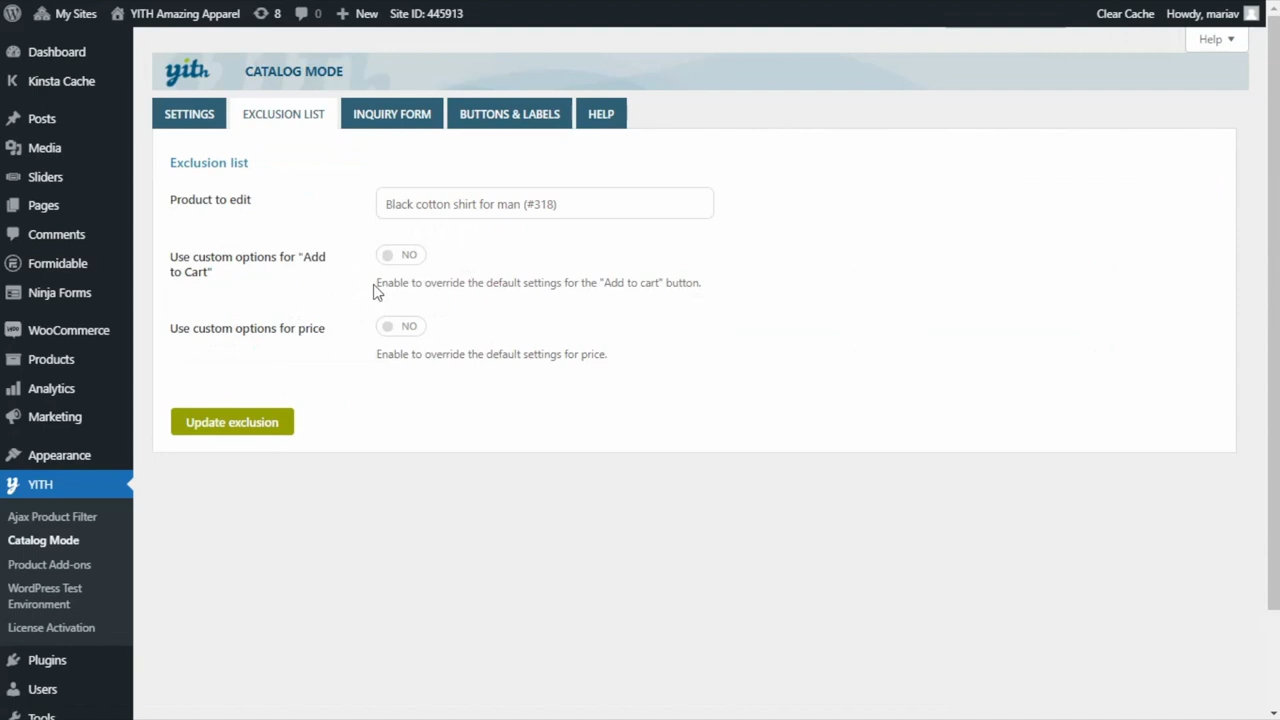 My Sites YITH Amazing Apparel 8 0 New Site ID: 445913 Clear Cache Howdy, mariav
Help
Dashboard
Kinsta Cache
Posts
Media
Sliders
Pages
Comments
Formidable
Ninja Forms
WooCommerce
Products
Analytics
Marketing
Appearance
YITH
Ajax Product Filter
Catalog Mode
Product Add-ons
WordPress Test
Environment
License Activation
Plugins
Users
Tools
yith CATALOG MODE
SETTINGS EXCLUSION LIST INQUIRY FORM BUTTONS & LABELS HELP
Exclusion list
Product to edit
Black cotton shirt for man (#318)
Use custom options for "Add
to Cart"
NO
Enable to override the default settings for the "Add to cart" button.
Use custom options for price
NO
Enable to override the default settings for price.
Update exclusion